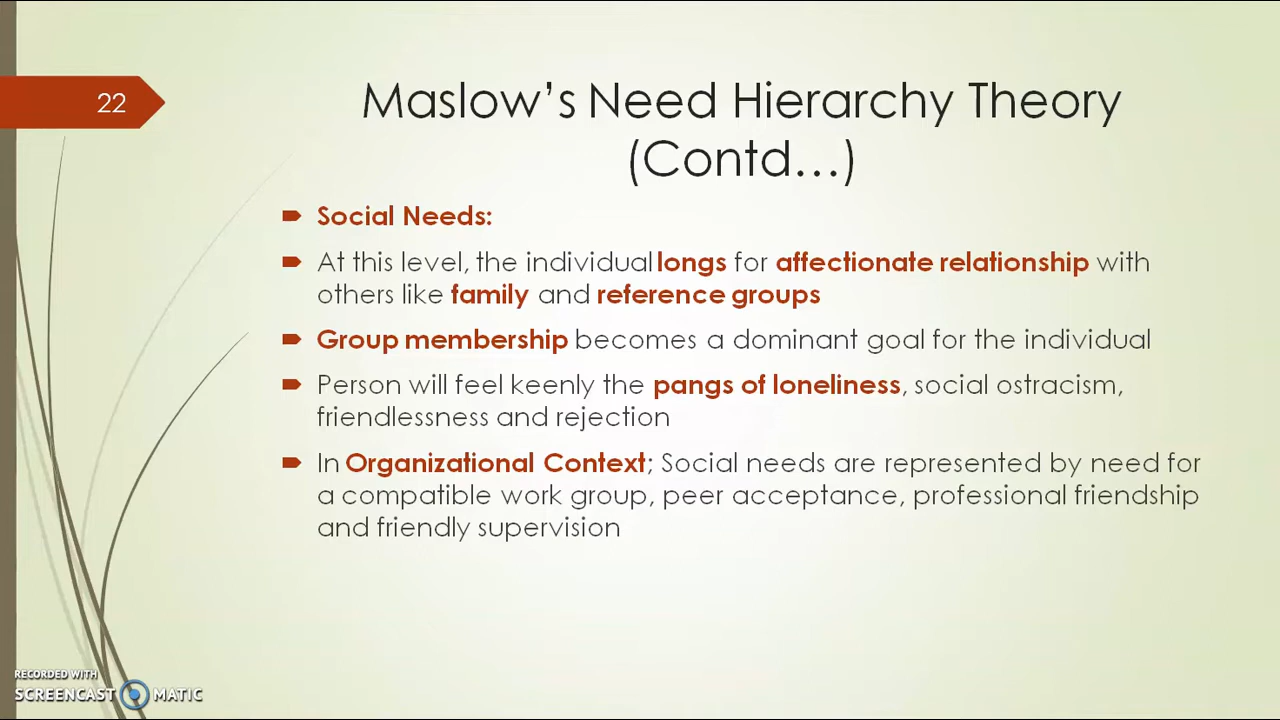 22
Maslow's Need Hierarchy Theory
(Contd...)
Social Needs:
At this level, the individual longs for affectionate relationship with
others like family and reference groups
Group membership becomes a dominant goal for the individual
Person will feel keenly the pangs of loneliness, social ostracism,
friendlessness and rejection
In Organizational Context; Social needs are represented by need for
a compatible work group, peer acceptance, professional friendship
and friendly supervision
RECORDED WITH
SCREENCAST MATIC